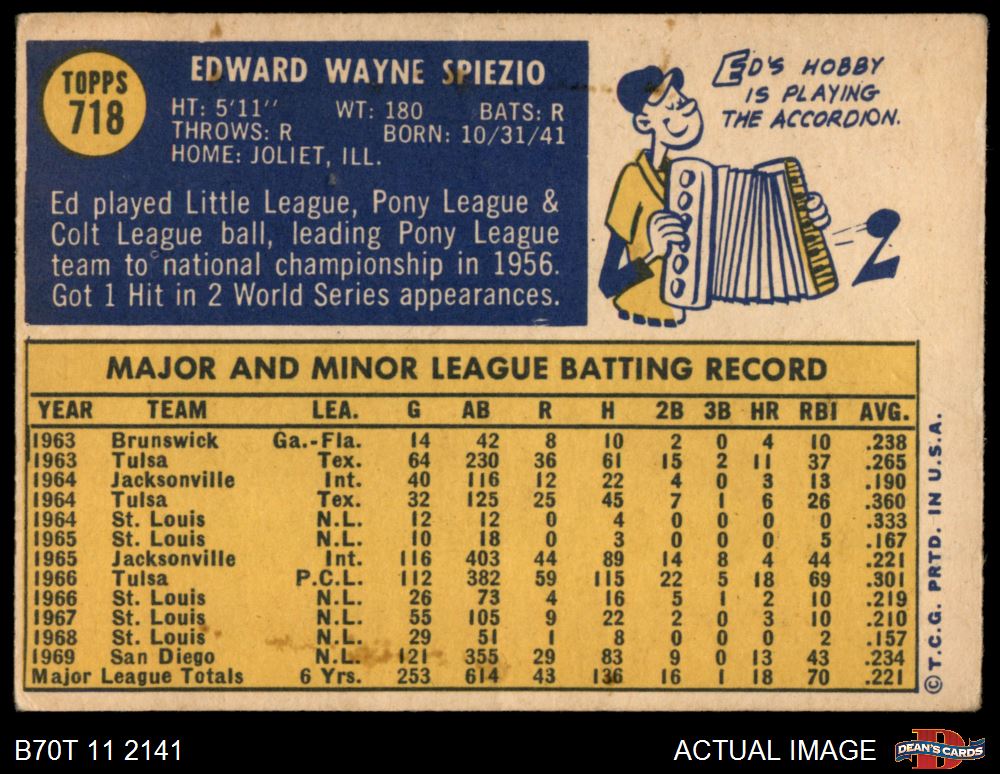 TOPPS
718
EDWARD WAYNE SPIEZIO
HT: 5'11" WT: 180 BATS: R
THROWS: R BORN: 10/31/41
HOME: JOLIET, ILL.
Ed played Little League, Pony League &
Colt League ball, leading Pony League
team to national championship in 1956.
Got 1 Hit in 2 World Series appearances.
ED'S HOBBY
IS PLAYING
THE ACCORDION.
MAJOR AND MINOR LEAGUE BATTING RECORD
YEAR TEAM LEA. G AB R H 2B 3B HR RBI AVG.
1963 Brunswick Ga.-Fla. 14 42 8 10 2 0 4 10 .238
1963 Tulsa Tex. 64 230 36 61 15 2 11 37 .265
1964 Jacksonville Int. 40 116 12 22 4 0 3 13 .190
1964 Tulsa Tex. 32 125 25 45 7 1 6 26 .360
1964 St. Louis N.L. 12 12 0 4 0 0 0 0 .333
1965 St. Louis N.L. 10 18 0 3 0 0 0 5 .167
1965 Jacksonville Int. 116 403 44 89 14 8 4 44 .221
1966 Tulsa P.C.L. 112 382 59 115 22 5 18 69 .301
1966 St. Louis N.L. 26 73 4 16 5 1 2 10 .219
1967 St. Louis N.L. 55 105 9 22 2 0 3 10 .210
1968 St. Louis N.L. 29 51 1 8 0 0 0 2 .157
1969 San Diego N.L. 121 355 29 83 9 0 13 43 .234
Major League Totals 6 Yrs. 253 614 43 136 16 1 18 70 .221
© T.C.G. PRTD. IN U.S.A.
B70T 11 2141
ACTUAL IMAGE
D
DEAN'S CARDS